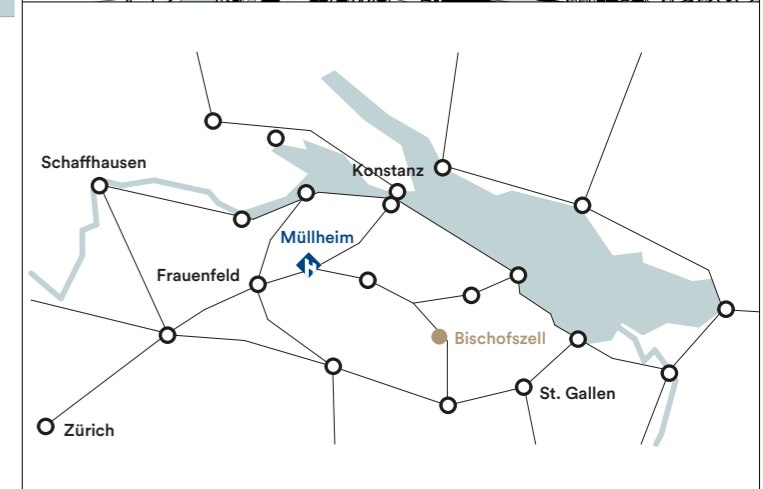 Schaffhausen
Konstanz
Müllheim
Frauenfeld
Bischofszell
St. Gallen
Zürich